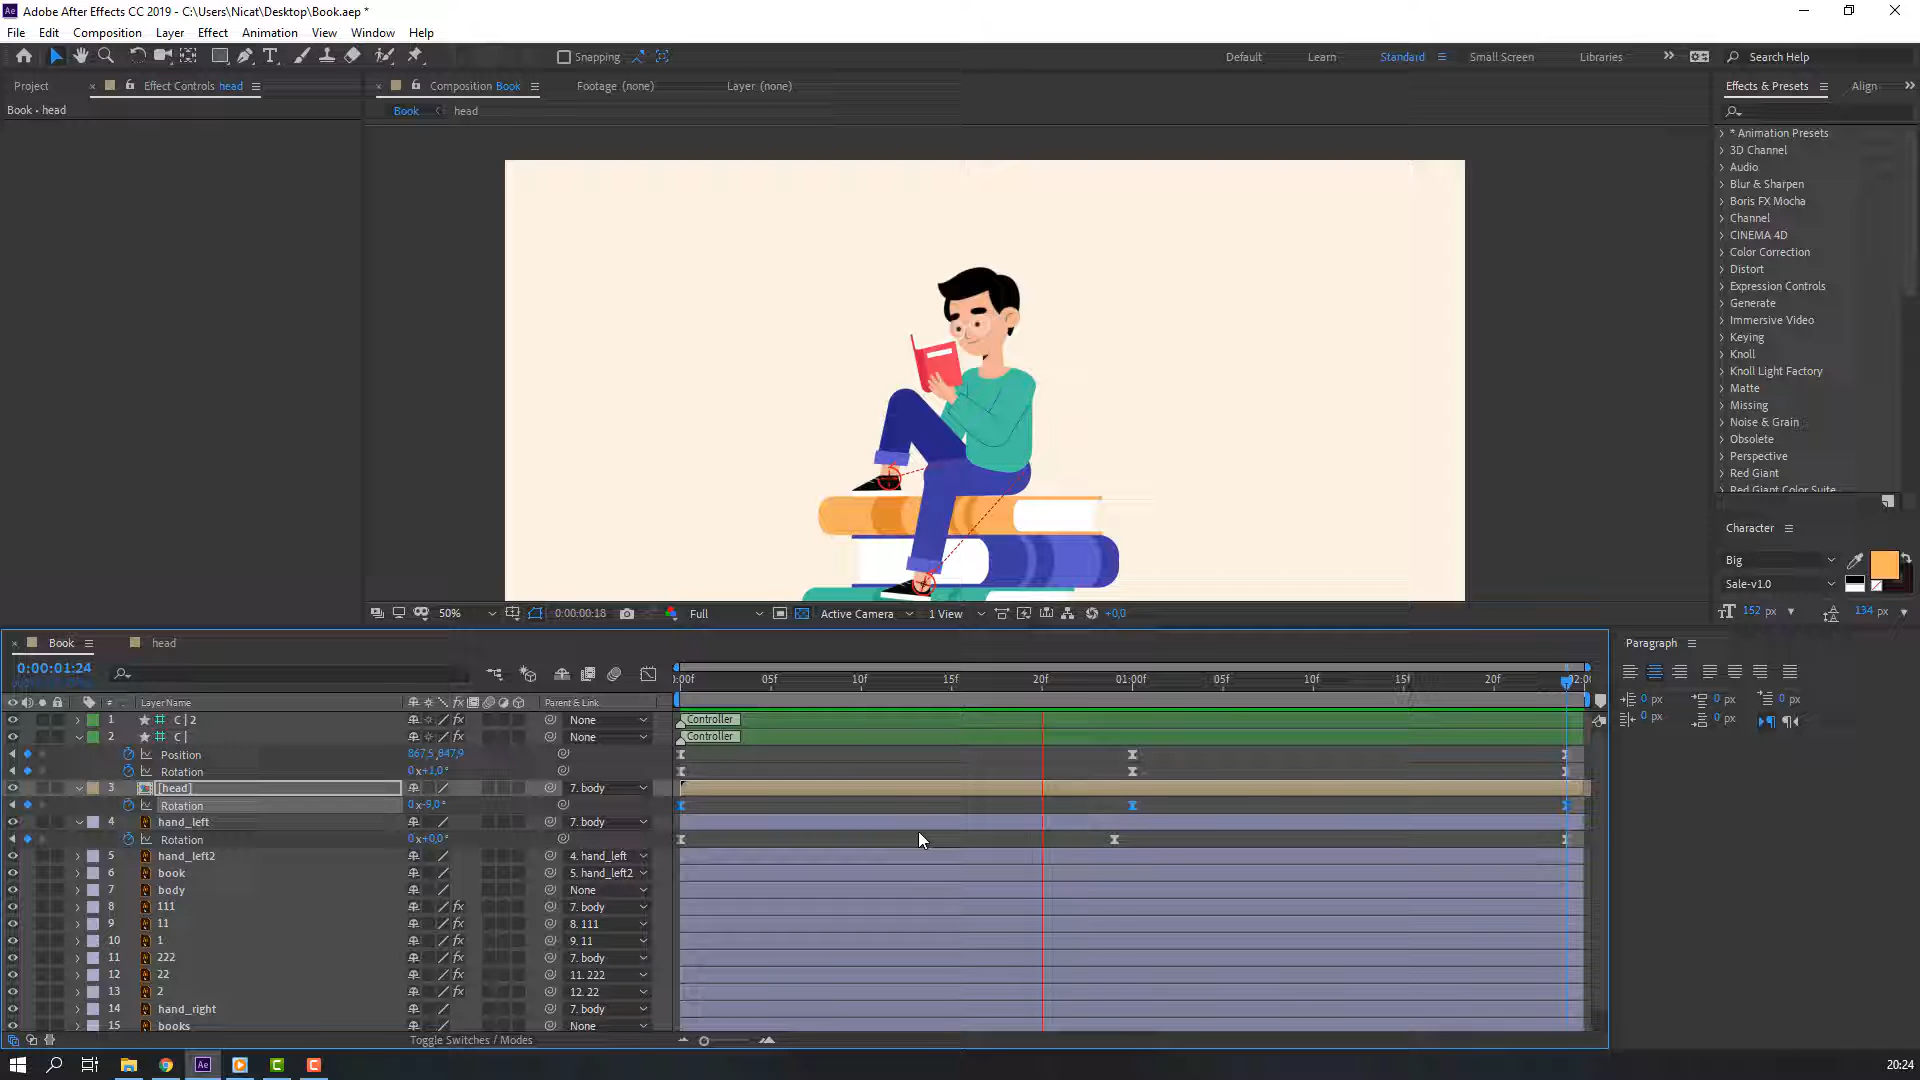 Adobe After Effects CC 2019 - C:\Users\Nicat\Desktop\Book.aep *
File Edit Composition Layer Effect Animation View Window Help
Snapping Default Learn Standard Small Screen Libraries Search Help
Project Effect Controls head Composition Book Footage (none) Layer (none) Effects & Presets Align
Book • head
Book head
* Animation Presets
3D Channel
Audio
Blur & Sharpen
Boris FX Mocha
Channel
CINEMA 4D
Color Correction
Distort
Expression Controls
Generate
Immersive Video
Keying
Knoll
Knoll Light Factory
Matte
Missing
Noise & Grain
Obsolete
Perspective
Red Giant
Red Giant Color Suite
Character
Big
Sale-v1.0
152 px 134 px
50% 0:00:00:18 Full Active Camera 1 View +0,0
Book head
Paragraph
0 px 0 px 0 px
0 px 0 px
0:00:01:24
:00f 05f 10f 15f 20f 01:00f 05f 10f 15f 20f 02:0
# Layer Name Parent & Link
1 C | 2 None Controller
2 C | None Controller
Position 867,5,847,9
Rotation 0x+1,0°
3 [head] 7. body
Rotation 0x-9,0°
4 hand_left 7. body
Rotation 0x+0,0°
5 hand_left2 4. hand_left
6 book 5. hand_left2
7 body None
8 111 7. body
9 11 8. 111
10 1 9. 11
11 222 7. body
12 22 11. 222
13 2 12. 22
14 hand_right 7. body
15 books None
Toggle Switches / Modes
20:24